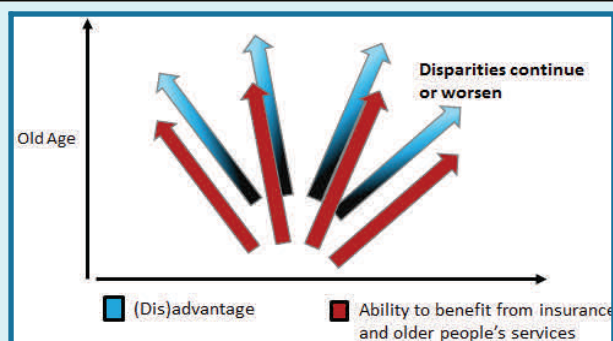 Disparities continue
or worsen
Old Age
(Dis)advantage
Ability to benefit from insurance
and older people's services